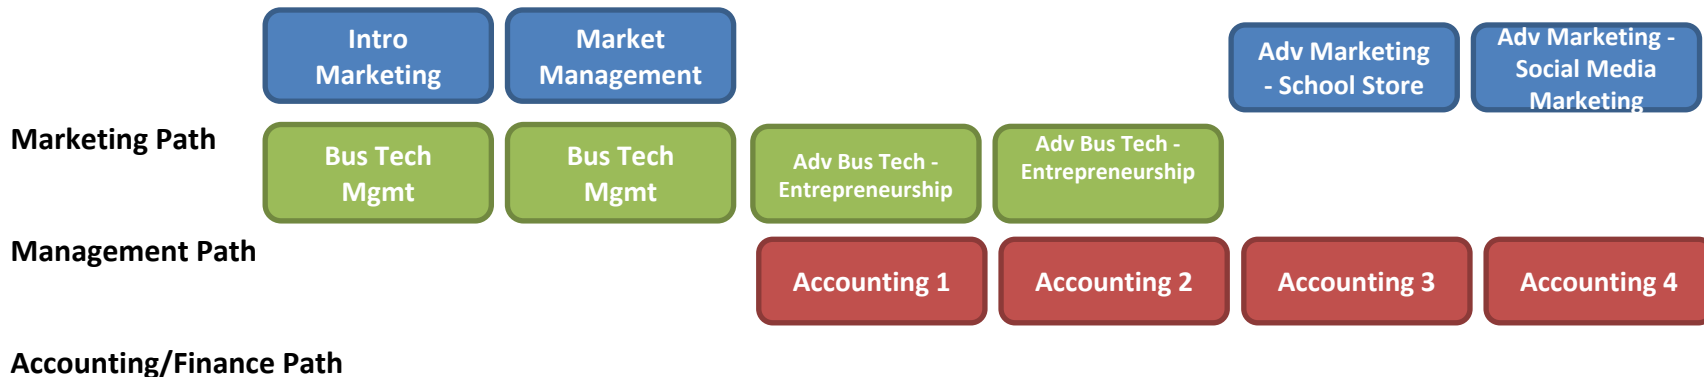 Intro
Marketing
Market
Management
Adv Marketing
- School Store
Adv Marketing -
Social Media
Marketing
Marketing Path
Bus Tech
Mgmt
Bus Tech
Mgmt
Adv Bus Tech -
Entrepreneurship
Adv Bus Tech -
Entrepreneurship
Management Path
Accounting 1
Accounting 2
Accounting 3
Accounting 4
Accounting/Finance Path